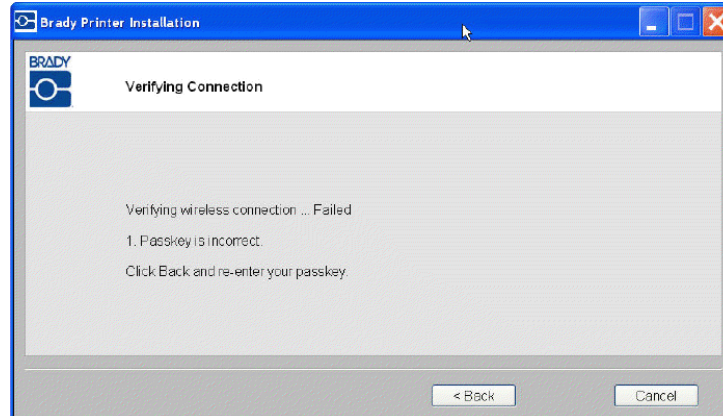 Brady Printer Installation
BRADY
Verifying Connection
Verifying wireless connection ... Failed
1. Passkey is incorrect.
Click Back and re-enter your passkey.
< Back
Cancel